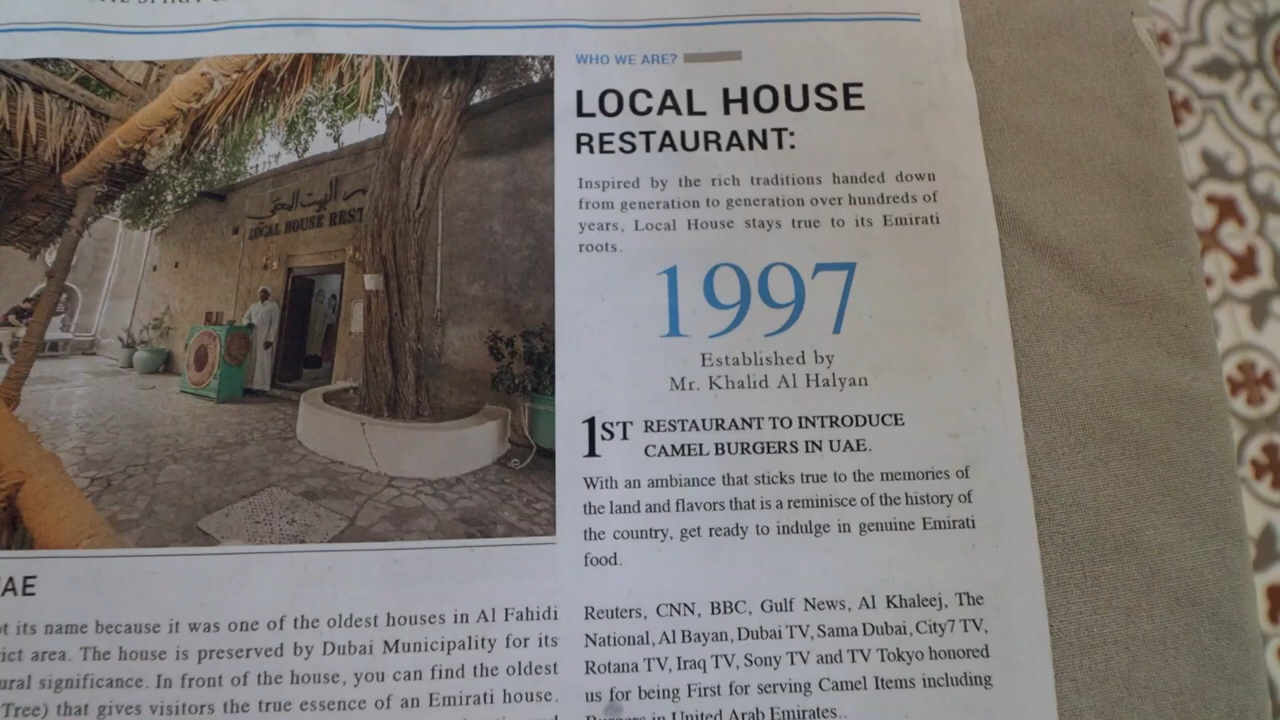 WHO WE ARE?
LOCAL HOUSE
RESTAURANT:
Inspired by the rich traditions handed down
from generation to generation over hundreds of
years, Local House stays true to its Emirati
roots.
1997
Established by
Mr. Khalid Al Halyan
1ST RESTAURANT TO INTRODUCE
CAMEL BURGERS IN UAE.
With an ambiance that sticks true to the memories of
the land and flavors that is a reminisce of the history of
the country, get ready to indulge in genuine Emirati
food.
Reuters, CNN, BBC, Gulf News, Al Khaleej, The
National, Al Bayan, Dubai TV, Sama Dubai, City7 TV,
Rotana TV, Iraq TV, Sony TV and TV Tokyo honored
us for being First for serving Camel Items including
Burgers in United Arab Emirates..
البيت المحلي
LOCAL HOUSE REST
AE
its name because it was one of the oldest houses in Al Fahidi
area. The house is preserved by Dubai Municipality for its
significance. In front of the house, you can find the oldest
Tree) that gives visitors the true essence of an Emirati house.